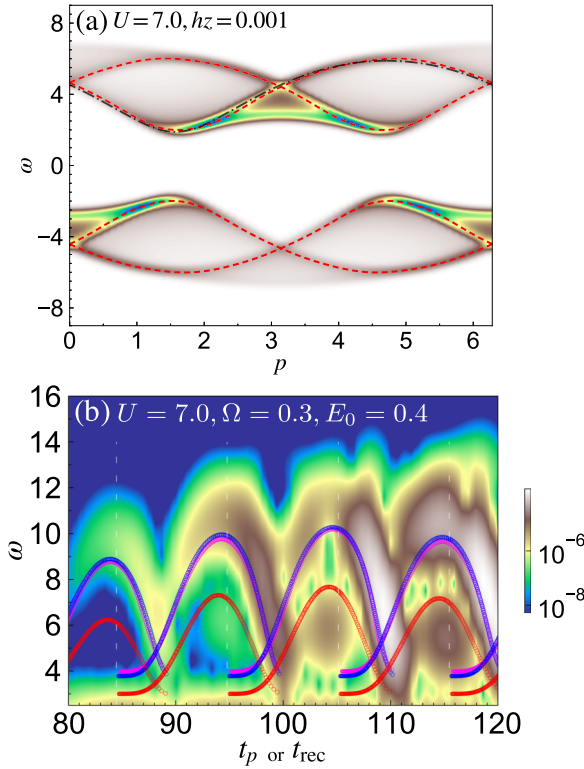 (a) U = 7.0, hz = 0.001
8
4
0
−4
−8
ω
0 1 2 3 4 5 6
p
(b) U = 7.0, Ω = 0.3, E₀ = 0.4
16
14
12
10
8
6
4
ω
10⁻⁶
10⁻⁸
80 90 100 110 120
tₚ or t_rec